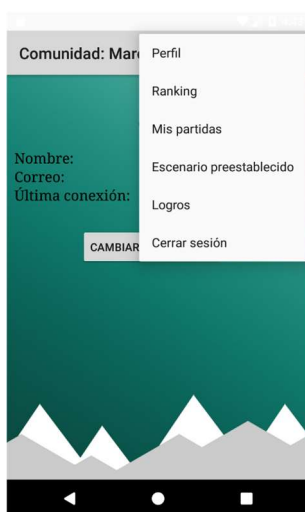 Comunidad: Mar
Perfil
Ranking
Mis partidas
Escenario preestablecido
Logros
Cerrar sesión
Nombre:
Correo:
Última conexión:
CAMBIAR